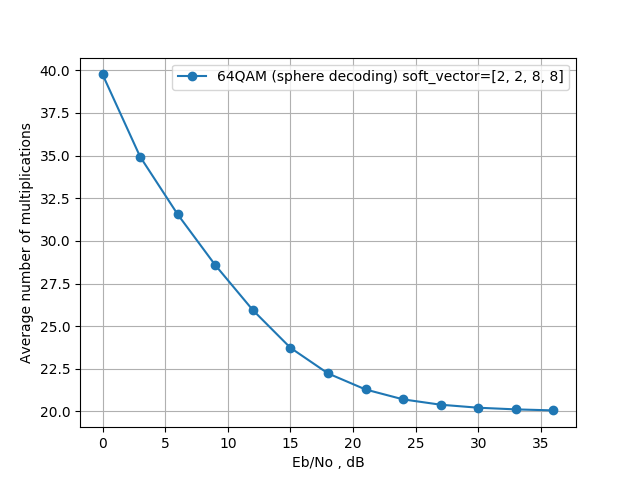 64QAM (sphere decoding) soft_vector=[2, 2, 8, 8]
Average number of multiplications
40.0
37.5
35.0
32.5
30.0
27.5
25.0
22.5
20.0
0 5 10 15 20 25 30 35
Eb/No , dB